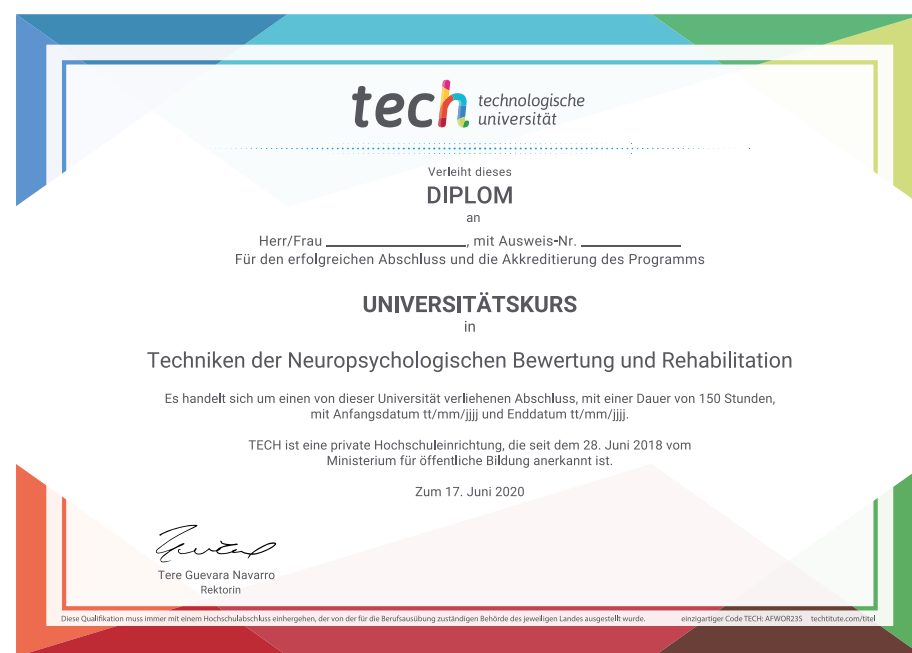 tech technologische
universität
Verleiht dieses
DIPLOM
an
Herr/Frau ____________________, mit Ausweis-Nr. ______________
Für den erfolgreichen Abschluss und die Akkreditierung des Programms
UNIVERSITÄTSKURS
in
Techniken der Neuropsychologischen Bewertung und Rehabilitation
Es handelt sich um einen von dieser Universität verliehenen Abschluss, mit einer Dauer von 150 Stunden,
mit Anfangsdatum tt/mm/jjjj und Enddatum tt/mm/jjjj.
TECH ist eine private Hochschuleinrichtung, die seit dem 28. Juni 2018 vom
Ministerium für öffentliche Bildung anerkannt ist.
Zum 17. Juni 2020
Tere Guevara Navarro
Rektorin
Diese Qualifikation muss immer mit einem Hochschulabschluss einhergehen, der von der für die Berufsausübung zuständigen Behörde des jeweiligen Landes ausgestellt wurde. einzigartiger Code TECH: AFWOR23S techtitute.com/titel